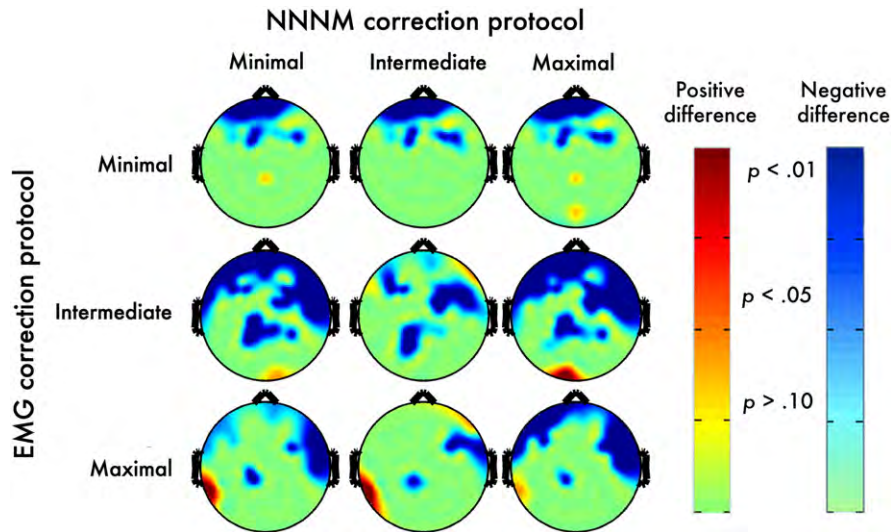 NNNM correction protocol
Minimal
Intermediate
Maximal
Positive
difference
Negative
difference
EMG correction protocol
Minimal
Intermediate
Maximal
p < .01
p < .05
p > .10